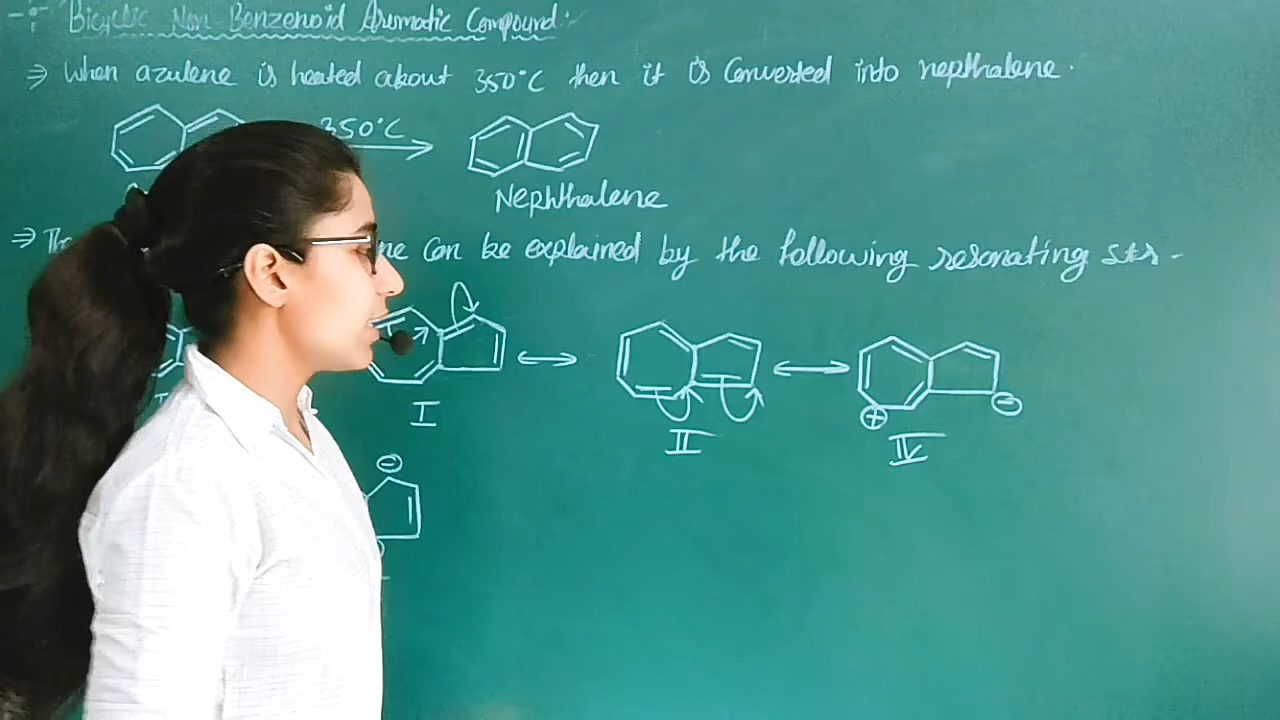 Bicyclic Non-Benzenoid Aromatic Compound:-
⇒ When azulene is heated about 350°C then it is Converted into nepthalene.
350°C
Nephthalene
⇒ The ne can be explained by the following resonating str.-
I II IV